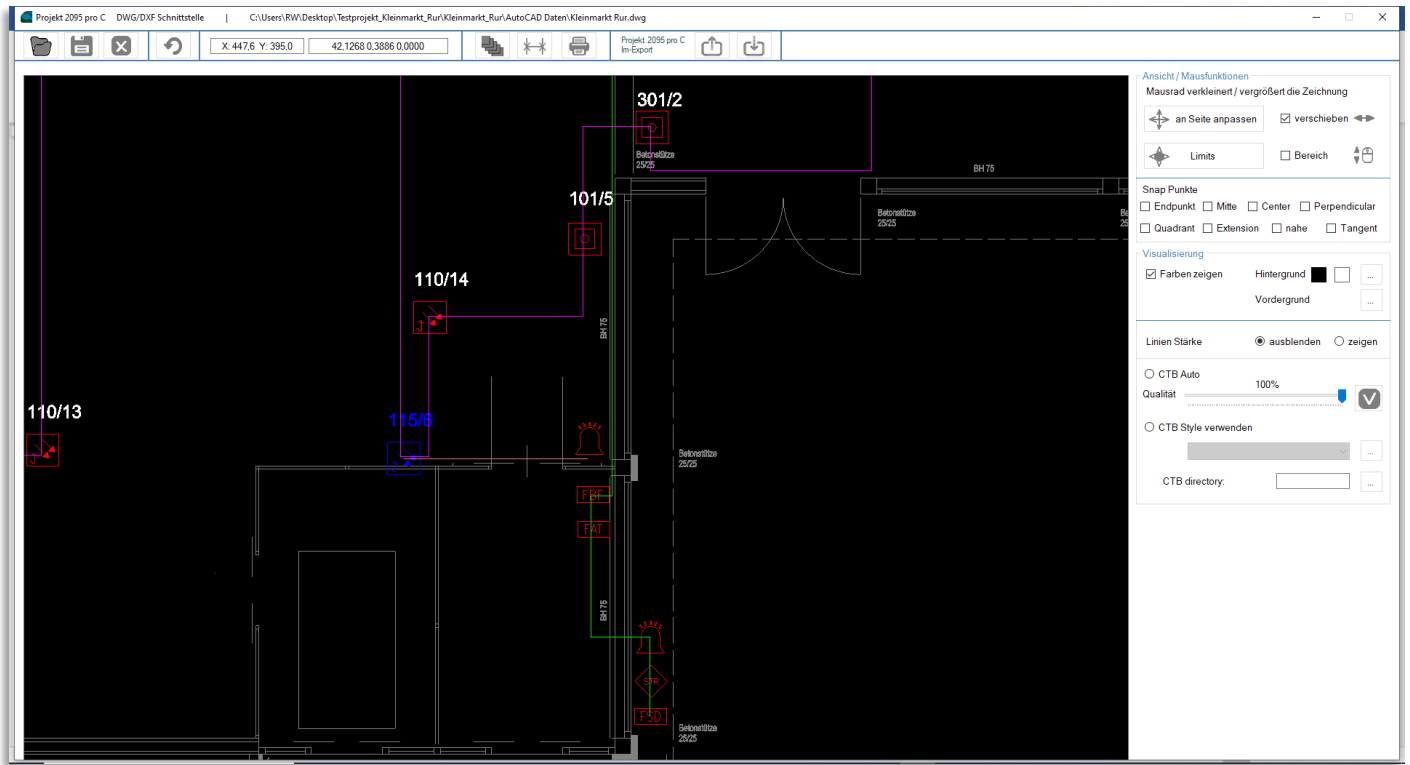 Projekt 2095 pro C DWG/DXF Schnittstelle | C:\Users\RW\Desktop\Testprojekt_Kleinmarkt_Rur\Kleinmarkt_Rur\AutoCAD Daten\Kleinmarkt Rur.dwg
X: 447,6 Y: 395,0
42,1268 0,3886 0,0000
Projekt 2095 pro C
Im-Export
301/2
Betonstütze
25/25
BH 75
101/5
Betonstütze
25/25
Be
25
110/14
BH 75
110/13
115/6
Betonstütze
25/25
FBF
FAT
BH 75
STR
FSD
Betonstütze
25/25
Ansicht / Mausfunktionen
Mausrad verkleinert / vergrößert die Zeichnung
an Seite anpassen
verschieben
Limits
Bereich
Snap Punkte
Endpunkt Mitte Center Perpendicular
Quadrant Extension nahe Tangent
Visualisierung
Farben zeigen
Hintergrund
...
Vordergrund
...
Linien Stärke
ausblenden
zeigen
CTB Auto
100%
Qualität
CTB Style verwenden
...
CTB directory:
...